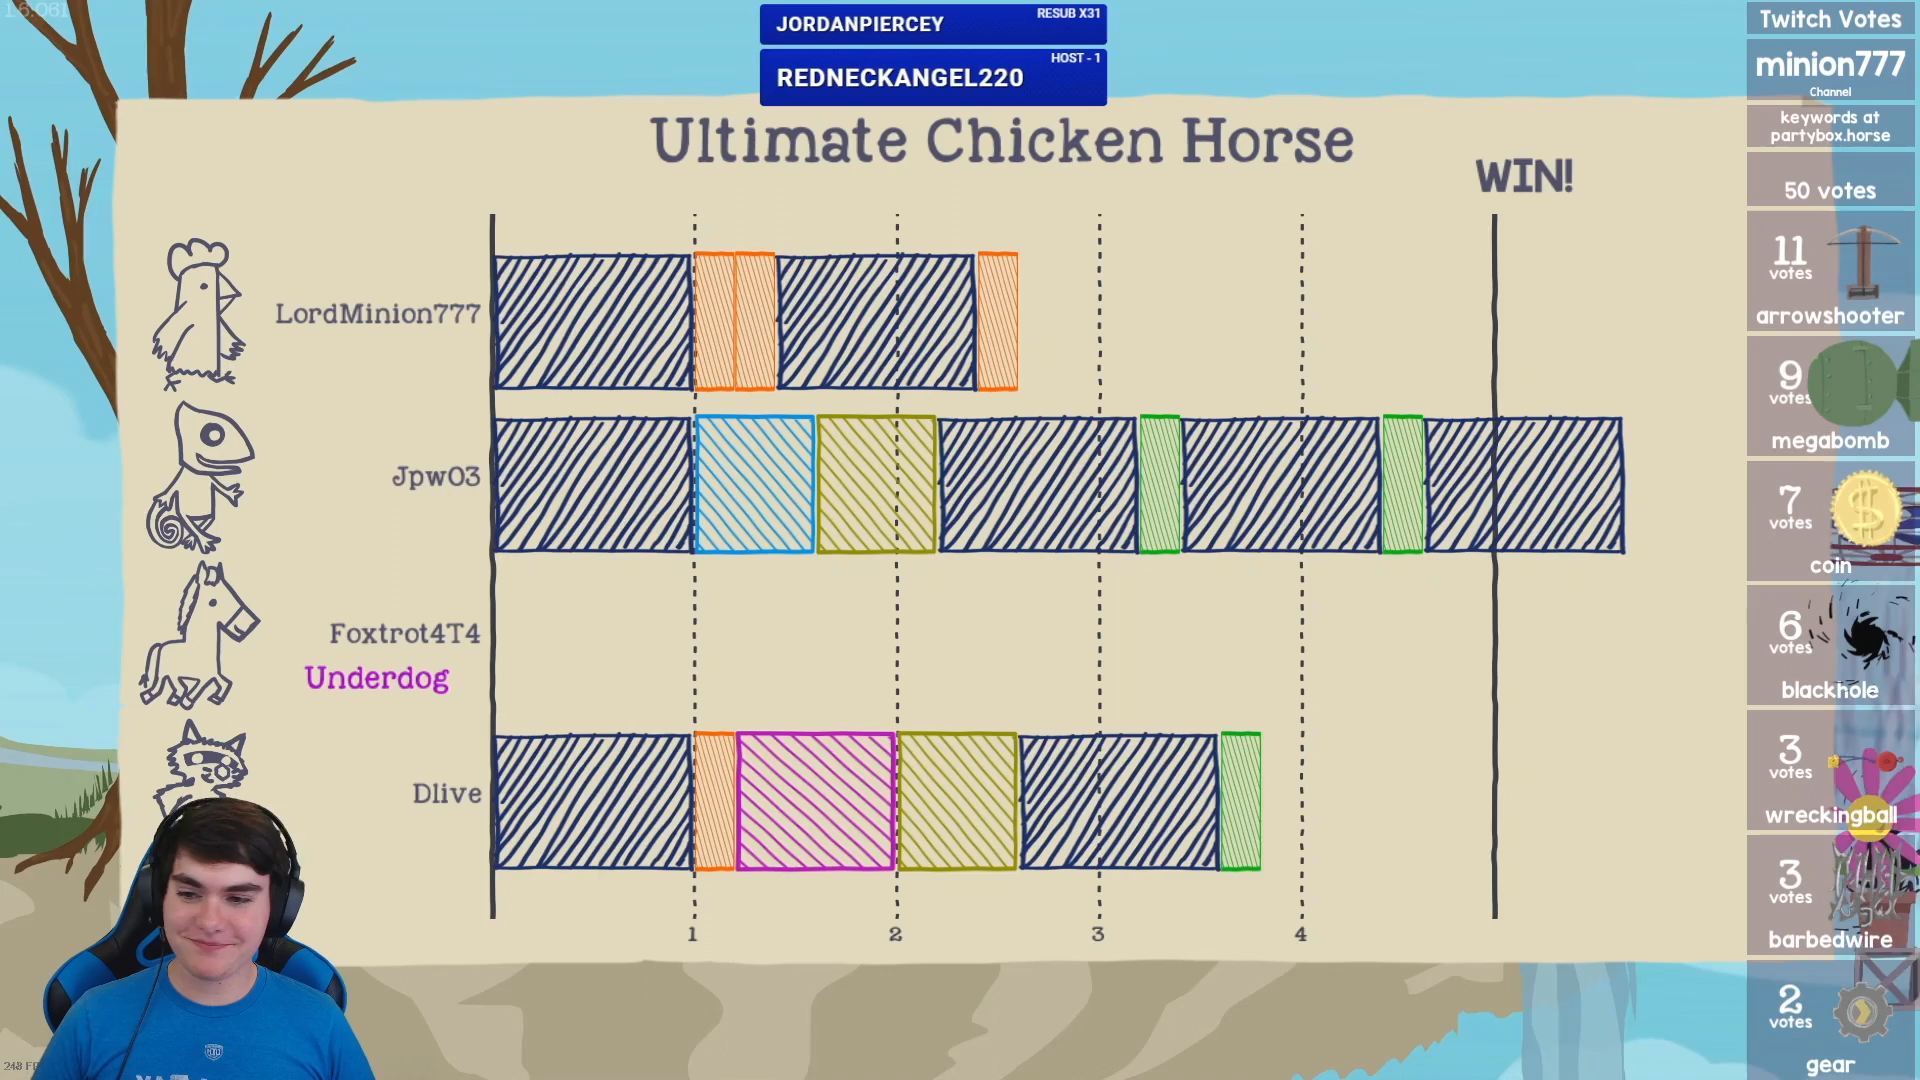 JORDANPIERCEY
RESUB X31
REDNECKANGEL220
HOST - 1
Ultimate Chicken Horse
WIN!
LordMinion777
Jpw03
Foxtrot4T4
Underdog
Dlive
1
2
3
4
Twitch Votes
minion777
Channel
keywords at
partybox.horse
50 votes
11
votes
arrowshooter
9
votes
megabomb
7
votes
coin
6
votes
blackhole
3
votes
wreckingball
3
votes
barbedwire
2
votes
gear